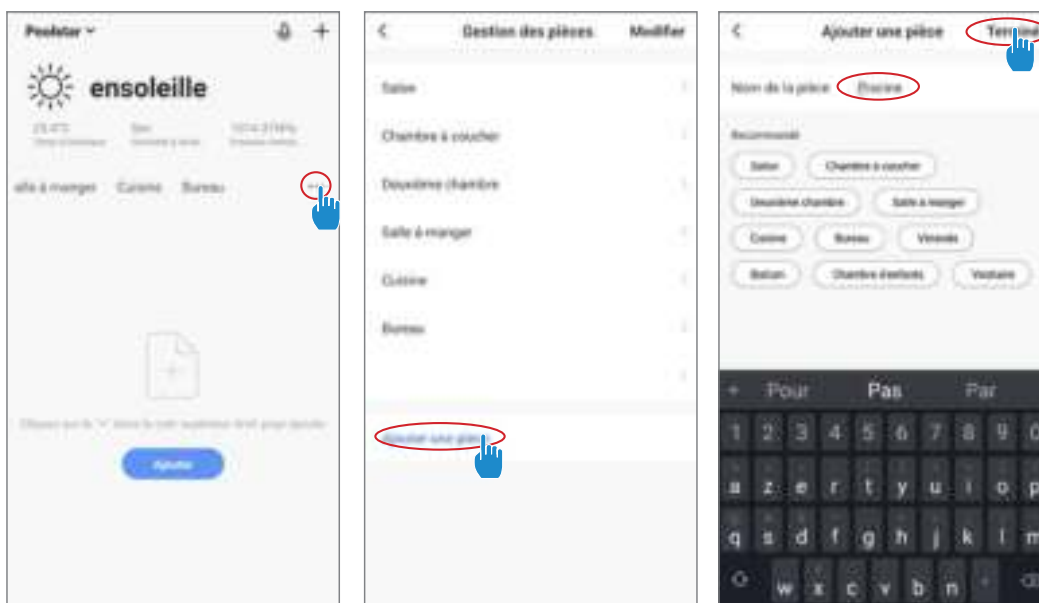 Poolstar
ensoleille
alle à manger Cuisine Bureau
Ajouter
Gestion des pièces Modifier
Salon
Chambre à coucher
Deuxième chambre
Salle à manger
Cuisine
Bureau
Ajouter une pièce
Ajouter une pièce
Nom de la pièce Piscine
Recommandé
Salon Chambre à coucher
Deuxième chambre Salle à manger
Cuisine Bureau Véranda
Balcon Chambre d'enfants Vestiaire
Pour Pas Par
1 2 3 4 5 6 7 8 9 0
a z e r t y u i o p
q s d f g h j k l m
w x c v b n